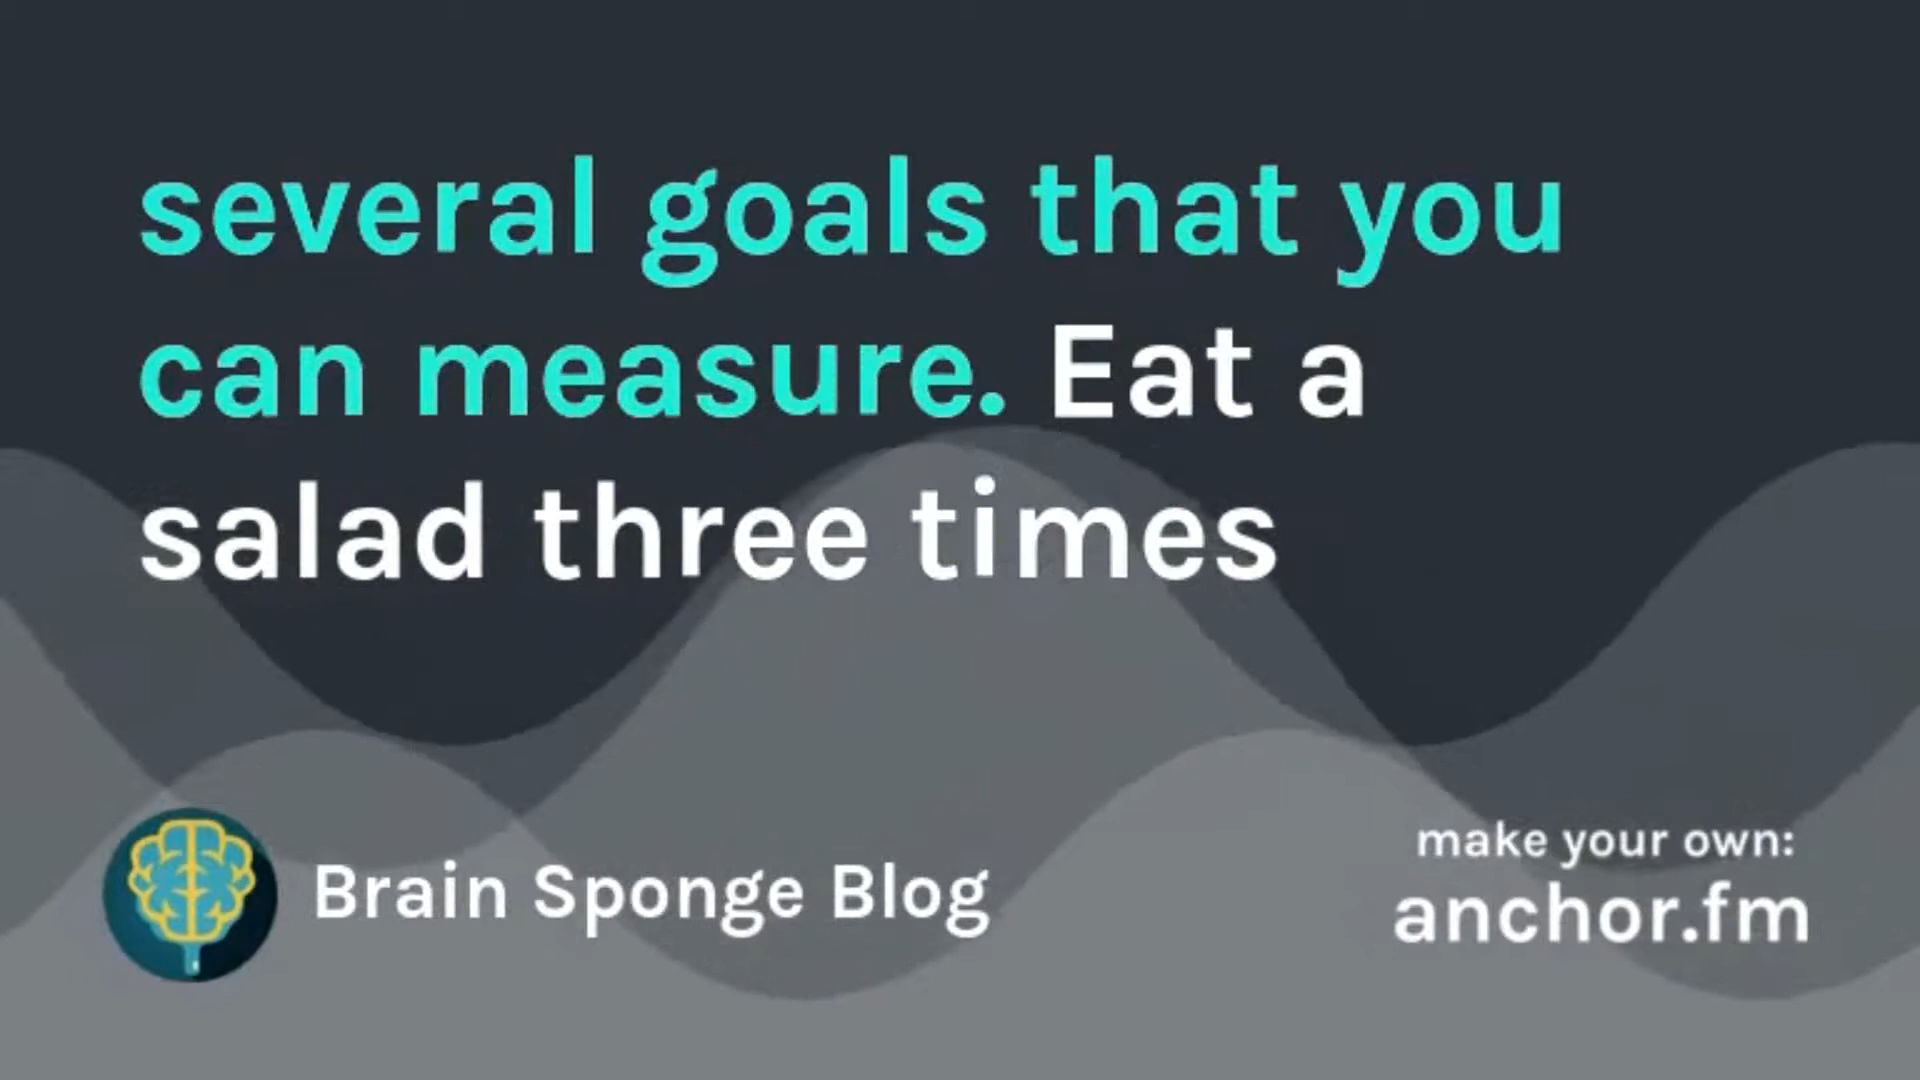 several goals that you
can measure. Eat a
salad three times
Brain Sponge Blog
make your own:
anchor.fm